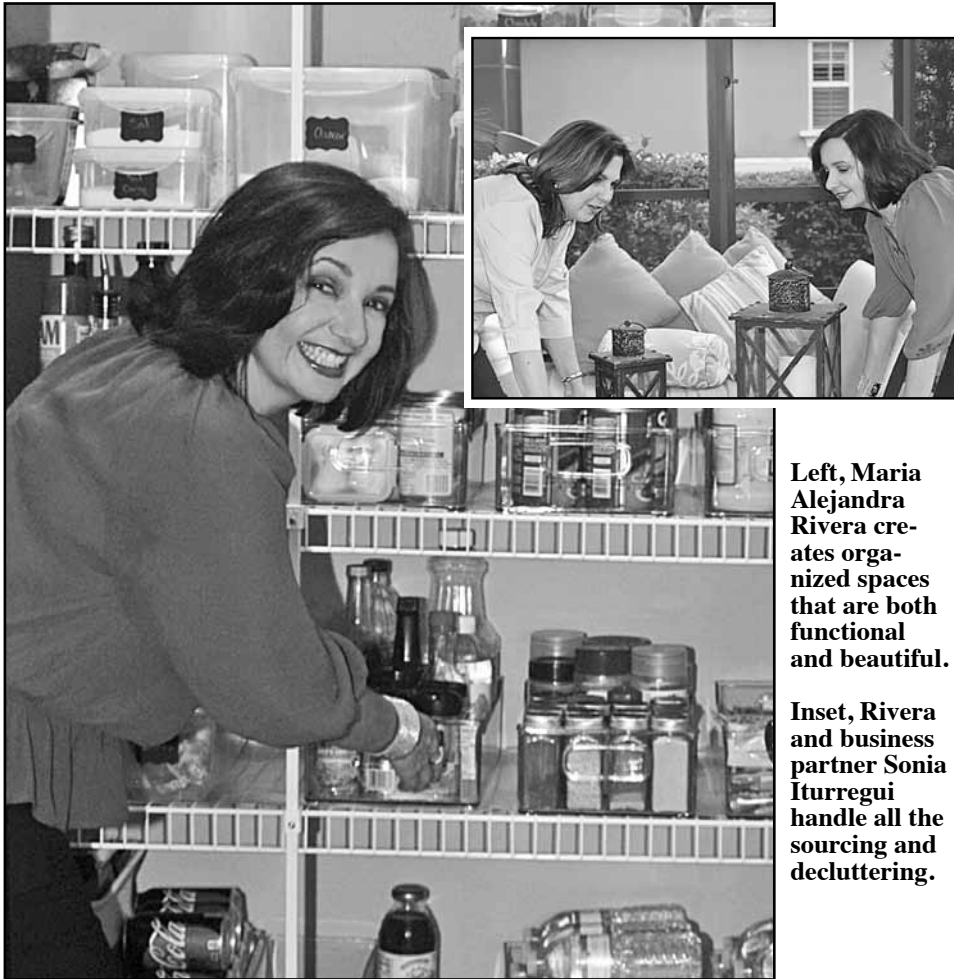 Salt
Coca-Cola
Left, Maria
Alejandra
Rivera cre-
ates orga-
nized spaces
that are both
functional
and beautiful.
Inset, Rivera
and business
partner Sonia
Iturregui
handle all the
sourcing and
decluttering.